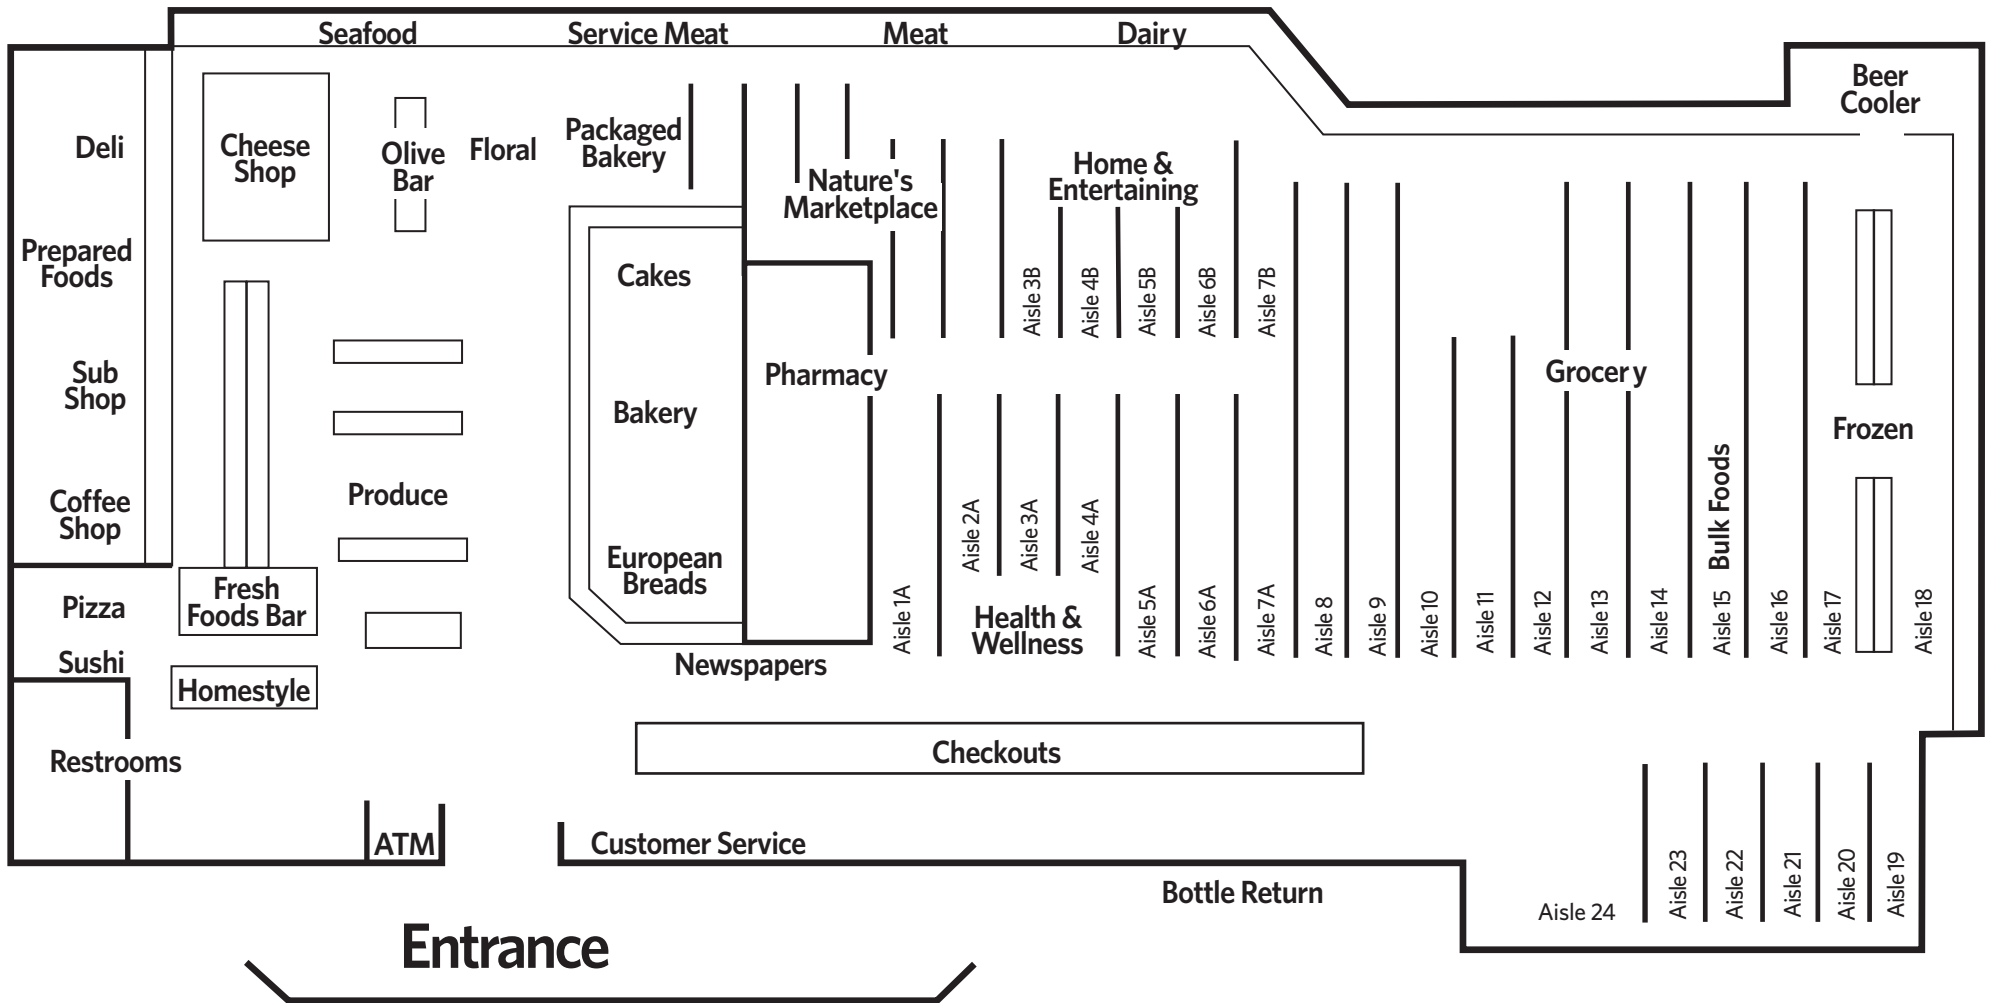 Seafood
Service Meat
Meat
Dairy
Beer
Cooler
Deli
Cheese
Shop
Olive
Bar
Floral
Packaged
Bakery
Nature's
Marketplace
Home &
Entertaining
Prepared
Foods
Cakes
Aisle 3B
Aisle 4B
Aisle 5B
Aisle 6B
Aisle 7B
Sub
Shop
Pharmacy
Grocery
Bakery
Frozen
Coffee
Shop
Produce
Bulk Foods
European
Breads
Aisle 2A
Aisle 3A
Aisle 4A
Pizza
Fresh
Foods Bar
Aisle 1A
Health &
Wellness
Aisle 5A
Aisle 6A
Aisle 7A
Aisle 8
Aisle 9
Aisle 10
Aisle 11
Aisle 12
Aisle 13
Aisle 14
Aisle 15
Aisle 16
Aisle 17
Aisle 18
Sushi
Newspapers
Homestyle
Restrooms
Checkouts
ATM
Customer Service
Bottle Return
Aisle 24
Aisle 23
Aisle 22
Aisle 21
Aisle 20
Aisle 19
Entrance